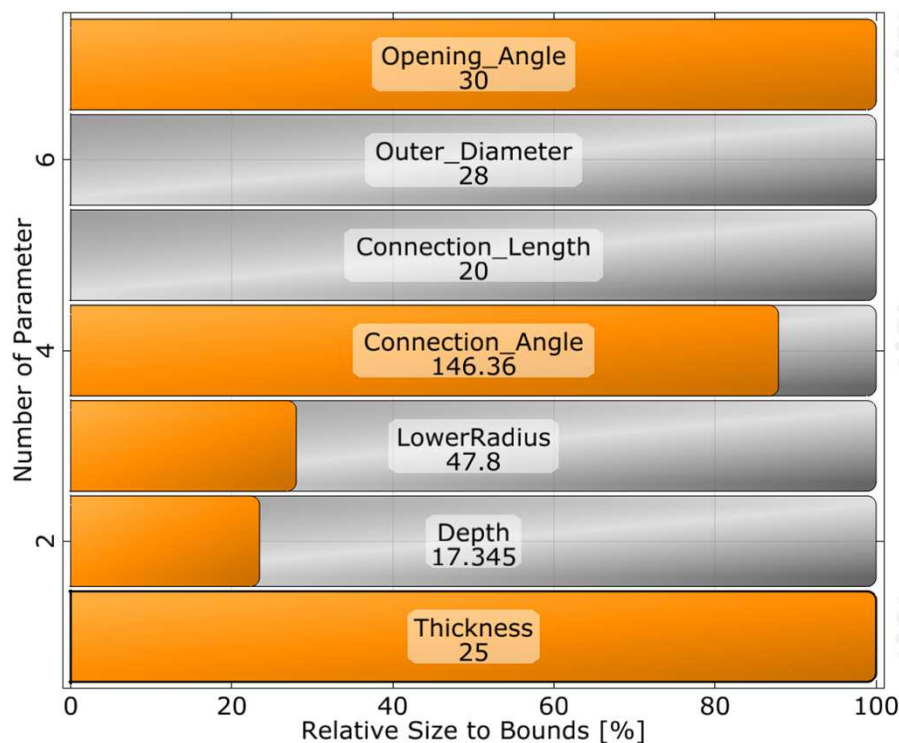 Opening_Angle
30
6
Outer_Diameter
28
Connection_Length
20
4
Connection_Angle
146.36
LowerRadius
47.8
2
Depth
17.345
Thickness
25
Number of Parameter
0 20 40 60 80 100
Relative Size to Bounds [%]